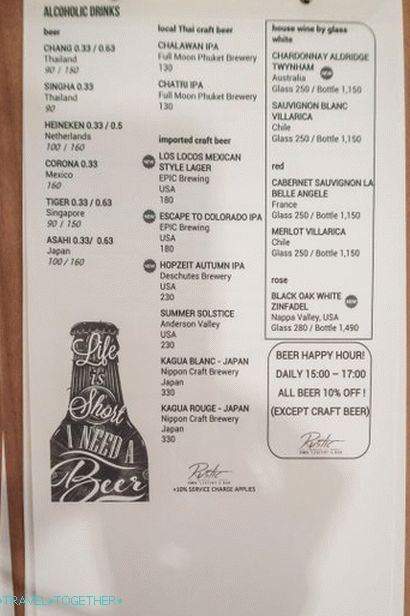 ALCOHOLIC DRINKS
beer
CHANG 0.33 / 0.63
Thailand
90 / 150
SINGHA 0.33
Thailand
90
HEINEKEN 0.33 / 0.5
Netherlands
100 / 160
CORONA 0.33
Mexico
160
TIGER 0.33 / 0.63
Singapore
90 / 150
ASAHI 0.33/ 0.63
Japan
100 / 160
Life
is
Short
I NEED A
Beer
local Thai craft beer
CHALAWAN IPA
Full Moon Phuket Brewery
130
CHATRI IPA
Full Moon Phuket Brewery
130
imported craft beer
NEW
LOS LOCOS MEXICAN
STYLE LAGER
EPIC Brewing
USA
180
NEW
ESCAPE TO COLORADO IPA
EPIC Brewing
USA
180
NEW
HOPZEIT AUTUMN IPA
Deschutes Brewery
USA
230
SUMMER SOLSTICE
Anderson Valley
USA
230
KAGUA BLANC - JAPAN
Nippon Craft Brewery
Japan
330
KAGUA ROUGE - JAPAN
Nippon Craft Brewery
Japan
330
Rustic
+10% SERVICE CHARGE APPLIES
house wine by glass
white
CHARDONNAY ALDRIDGE
TWYNHAM NEW
Australia
Glass 250 / Bottle 1,150
SAUVIGNON BLANC
VILLARICA
Chile
Glass 250 / Bottle 1,150
red
CABERNET SAUVIGNON LA
BELLE ANGELE
France
Glass 250 / Bottle 1,150
MERLOT VILLARICA
Chile
Glass 250 / Bottle 1,150
rose
BLACK OAK WHITE NEW
ZINFADEL
Nappa Valley, USA
Glass 280 / Bottle 1,490
BEER HAPPY HOUR!
DAILY 15:00 – 17:00
ALL BEER 10% OFF !
(EXCEPT CRAFT BEER)
Rustic
TRAVEL•TOGETHER•